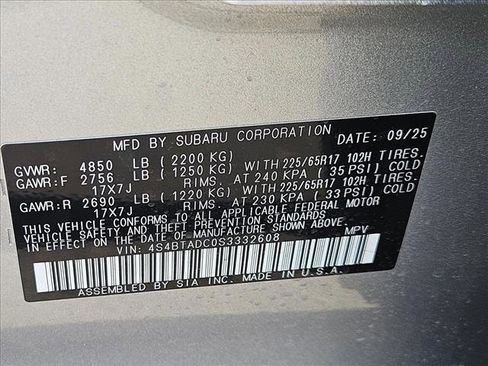 MFD BY SUBARU CORPORATION DATE: 09/25
GVWR: 4850 LB (2200 KG)
GAWR:F 2756 LB (1250 KG) WITH 225/65R17 102H TIRES.
17X7J RIMS. AT 240 KPA (35 PSI) COLD
GAWR:R 2690 LB (1220 KG) WITH 225/65R17 102H TIRES.
17X7J RIMS. AT 230 KPA (33 PSI) COLD
THIS VEHICLE CONFORMS TO ALL APPLICABLE FEDERAL MOTOR
VEHICLE SAFETY, BUMPER, AND THEFT PREVENTION STANDARDS
IN EFFECT ON THE DATE OF MANUFACTURE SHOWN ABOVE.
VIN: 4S4BTADC0S3332608 MPV
ASSEMBLED BY SIA INC. MADE IN U.S.A.